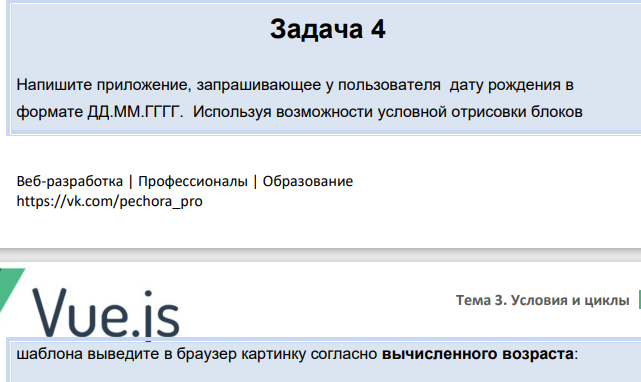 Задача 4
Напишите приложение, запрашивающее у пользователя дату рождения в
формате ДД.ММ.ГГГГ. Используя возможности условной отрисовки блоков
Веб-разработка | Профессионалы | Образование
https://vk.com/pechora_pro
Vue.js
Тема 3. Условия и циклы
шаблона выведите в браузер картинку согласно вычисленного возраста: